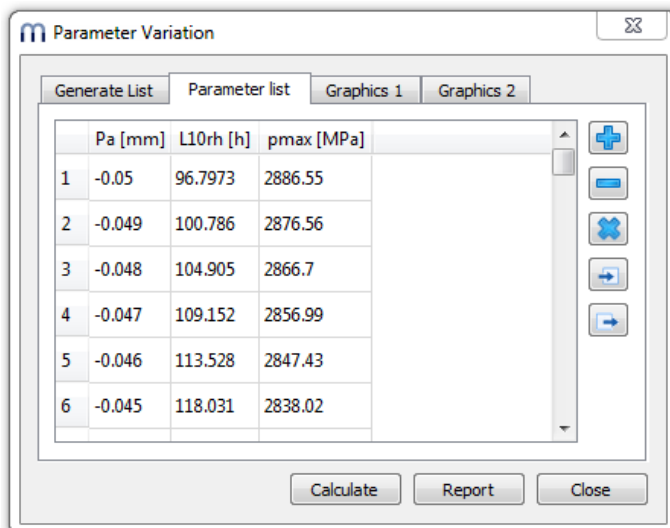 Parameter Variation
Generate List Parameter list Graphics 1 Graphics 2
Pa [mm] L10rh [h] pmax [MPa]
1 -0.05 96.7973 2886.55
2 -0.049 100.786 2876.56
3 -0.048 104.905 2866.7
4 -0.047 109.152 2856.99
5 -0.046 113.528 2847.43
6 -0.045 118.031 2838.02
Calculate Report Close